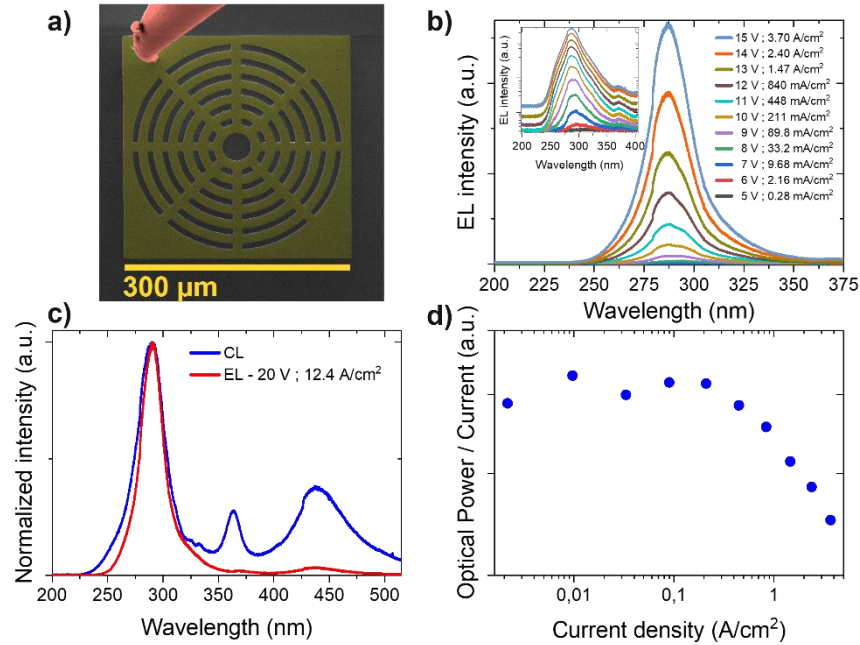 a)
300 µm
b)
EL intensity (a.u.)
15 V ; 3.70 A/cm²
14 V ; 2.40 A/cm²
13 V ; 1.47 A/cm²
12 V ; 840 mA/cm²
11 V ; 448 mA/cm²
10 V ; 211 mA/cm²
9 V ; 89.8 mA/cm²
8 V ; 33.2 mA/cm²
7 V ; 9.68 mA/cm²
6 V ; 2.16 mA/cm²
5 V ; 0.28 mA/cm²
EL intensity (a.u.)
200 250 300 350 400
Wavelength (nm)
200 225 250 275 300 325 350 375
Wavelength (nm)
c)
Normalized intensity (a.u.)
CL
EL - 20 V ; 12.4 A/cm²
200 250 300 350 400 450 500
Wavelength (nm)
d)
Optical Power / Current (a.u.)
0,01 0,1 1
Current density (A/cm²)